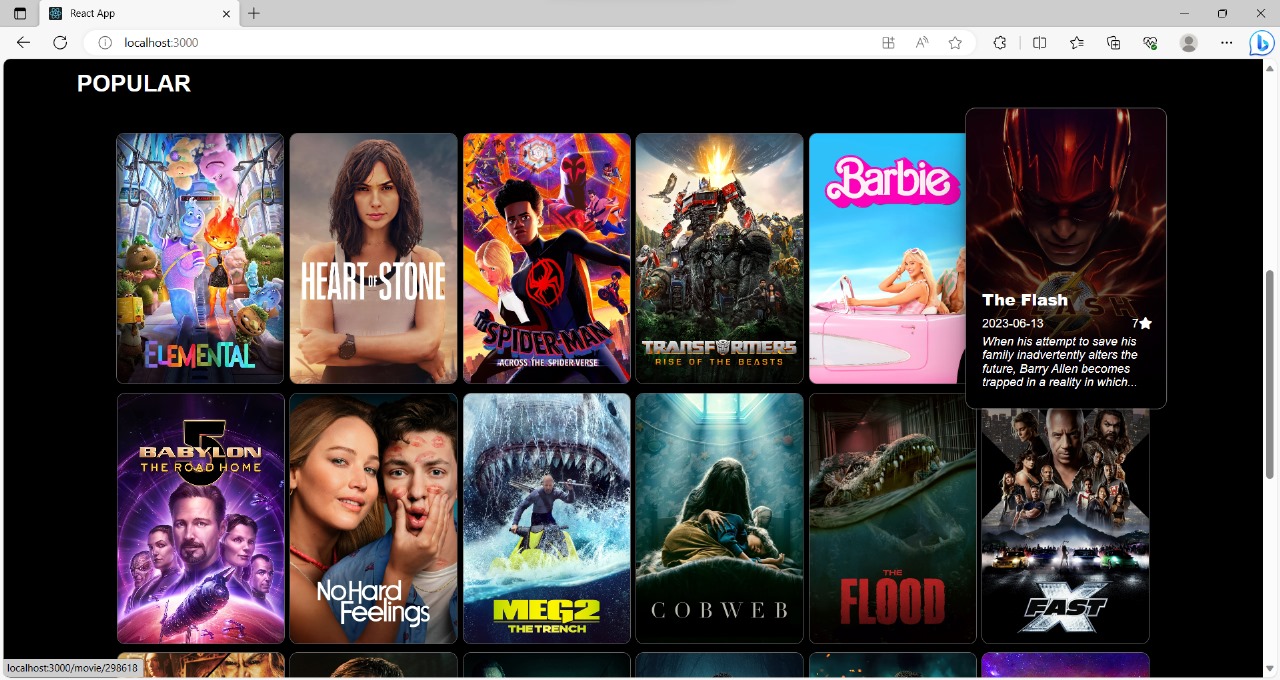 React App
localhost:3000
POPULAR
ELEMENTAL
HEART OF STONE
SPIDER-MAN
ACROSS THE SPIDER-VERSE
TRANSFORMERS
RISE OF THE BEASTS
Barbie
The Flash
2023-06-13 7
When his attempt to save his
family inadvertently alters the
future, Barry Allen becomes
trapped in a reality in which...
BABYLON
THE ROAD HOME
No Hard
Feelings
MEG2
THE TRENCH
COBWEB
THE
FLOOD
FAST X
localhost:3000/movie/298618